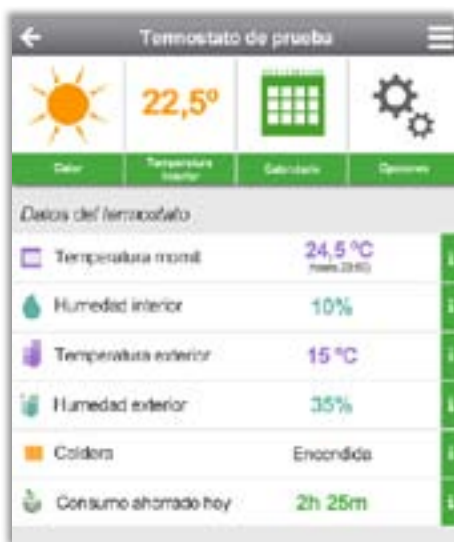 Termostato de prueba
22,5º
Calor
Temperatura
interior
Calendario
Opciones
Datos del termostato
Temperatura
24,5 ºC
Humedad interior
10%
Temperatura exterior
15 ºC
Humedad exterior
35%
Caldera
Encendida
Consumo ahorrado hoy
2h 25m